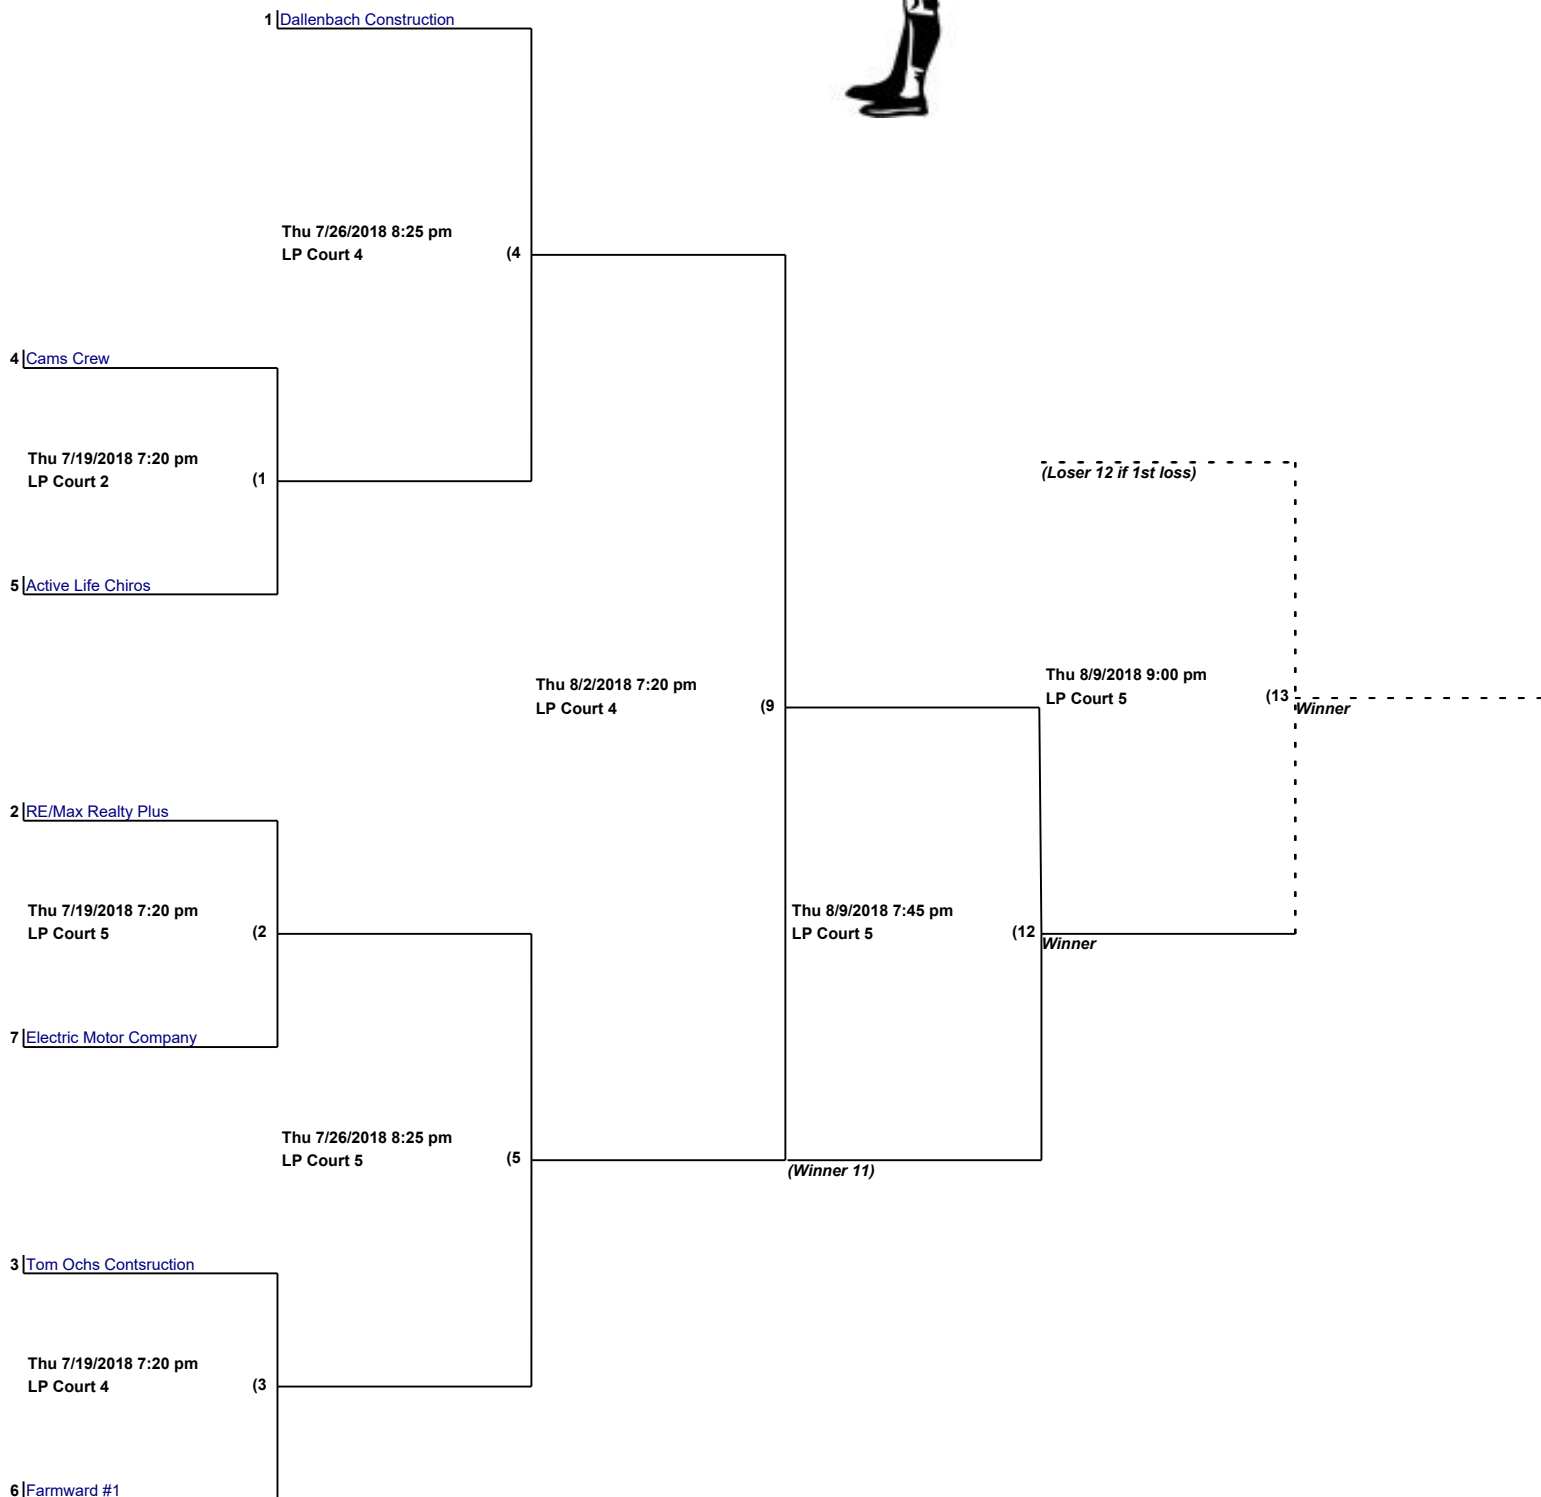 1 Dallenbach Construction
Thu 7/26/2018 8:25 pm
LP Court 4 (4
4 Cams Crew
Thu 7/19/2018 7:20 pm
LP Court 2 (1
(Loser 12 if 1st loss)
5 Active Life Chiros
Thu 8/2/2018 7:20 pm
LP Court 4 (9
Thu 8/9/2018 9:00 pm
LP Court 5 (13
Winner
2 RE/Max Realty Plus
Thu 7/19/2018 7:20 pm
LP Court 5 (2
Thu 8/9/2018 7:45 pm
LP Court 5 (12
Winner
7 Electric Motor Company
Thu 7/26/2018 8:25 pm
LP Court 5 (5
(Winner 11)
3 Tom Ochs Contsruction
Thu 7/19/2018 7:20 pm
LP Court 4 (3
6 Farmward #1